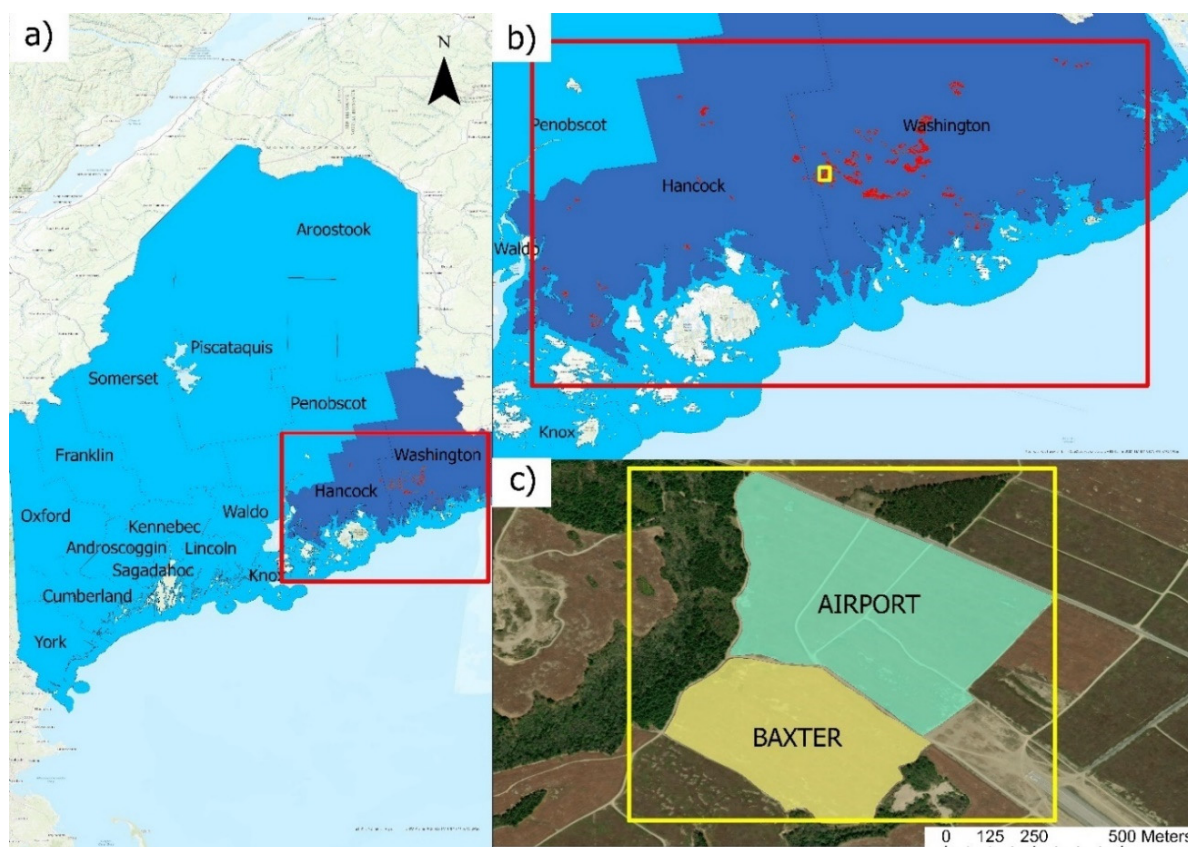 a)
N
Aroostook
Piscataquis
Somerset
Penobscot
Franklin
Washington
Hancock
Oxford
Kennebec
Waldo
Androscoggin
Lincoln
Sagadahoc
Knox
Cumberland
York
b)
Penobscot
Washington
Hancock
Waldo
Knox
c)
AIRPORT
BAXTER
0 125 250 500 Meters